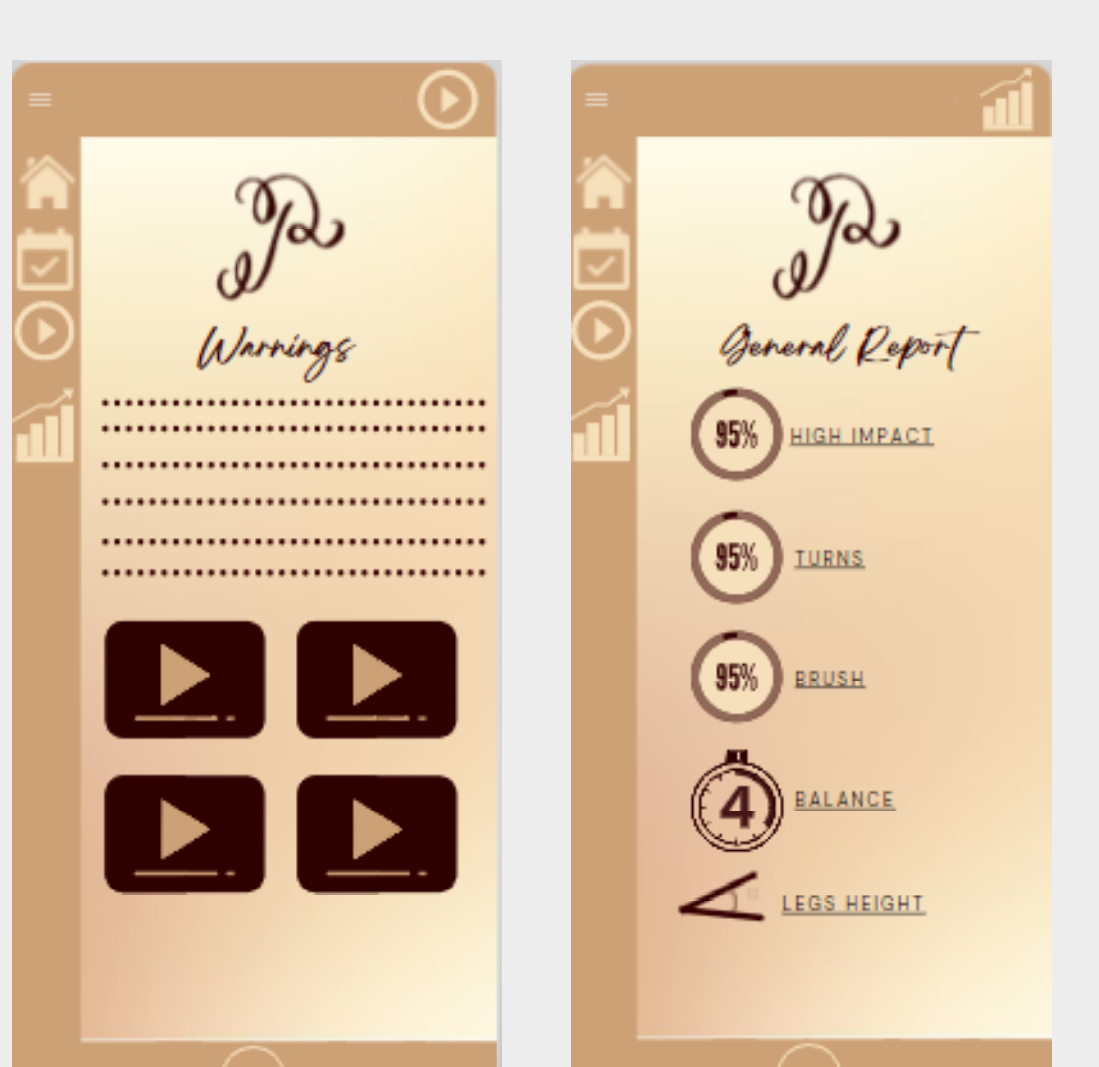 Warnings
General Report
95% HIGH IMPACT
95% TURNS
95% BRUSH
4 BALANCE
LEGS HEIGHT